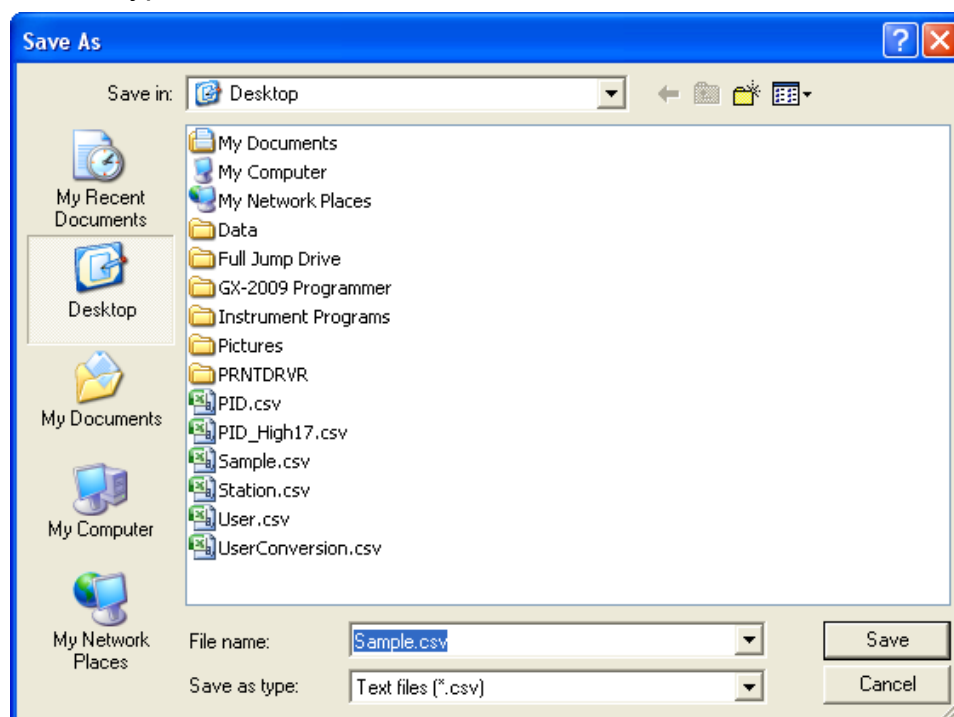 Save As
Save in:
Desktop
My Recent
Documents
Desktop
My Documents
My Computer
My Network
Places
My Documents
My Computer
My Network Places
Data
Full Jump Drive
GX-2009 Programmer
Instrument Programs
Pictures
PRNTDRVR
PID.csv
PID_High17.csv
Sample.csv
Station.csv
User.csv
UserConversion.csv
File name:
Sample.csv
Save
Save as type:
Text files (*.csv)
Cancel